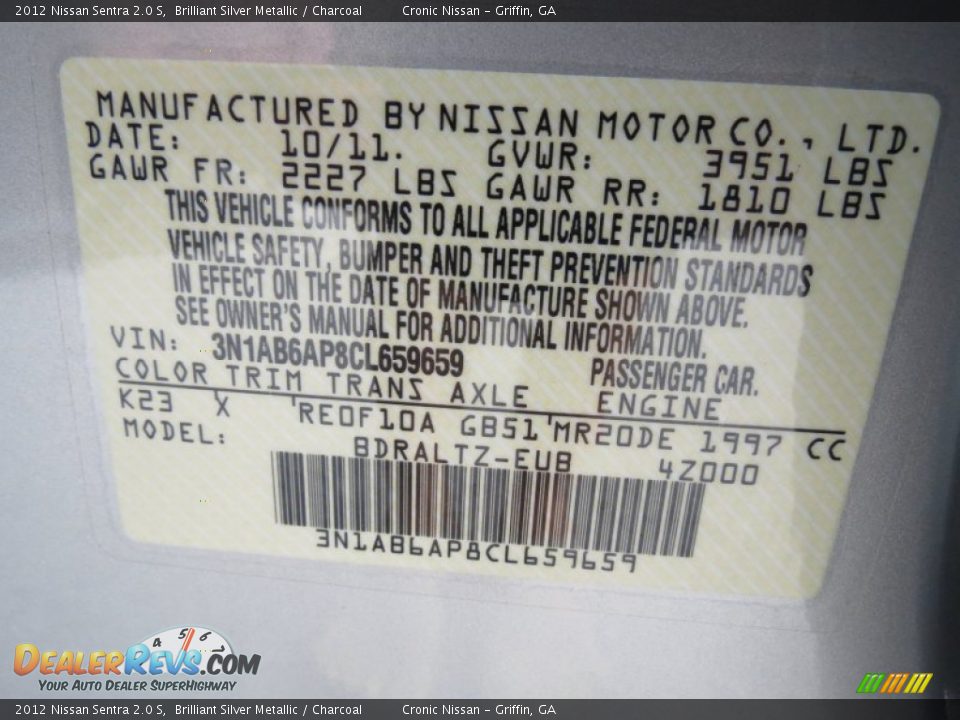 2012 Nissan Sentra 2.0 S, Brilliant Silver Metallic / Charcoal Cronic Nissan – Griffin, GA
MANUFACTURED BY NISSAN MOTOR CO., LTD.
DATE: 10/11. GVWR: 3951 LBS
GAWR FR: 2227 LBS GAWR RR: 1810 LBS
THIS VEHICLE CONFORMS TO ALL APPLICABLE FEDERAL MOTOR
VEHICLE SAFETY, BUMPER AND THEFT PREVENTION STANDARDS
IN EFFECT ON THE DATE OF MANUFACTURE SHOWN ABOVE.
SEE OWNER'S MANUAL FOR ADDITIONAL INFORMATION.
VIN: 3N1AB6AP8CL659659 PASSENGER CAR.
COLOR TRIM TRANS AXLE ENGINE
K23 X RE0F10A GB51 MR20DE 1997 CC
MODEL: BDRALTZ-EUB 4Z000
3N1AB6AP8CL659659
4 5 6
DEALERREVS.COM
YOUR AUTO DEALER SUPERHIGHWAY
2012 Nissan Sentra 2.0 S, Brilliant Silver Metallic / Charcoal Cronic Nissan – Griffin, GA